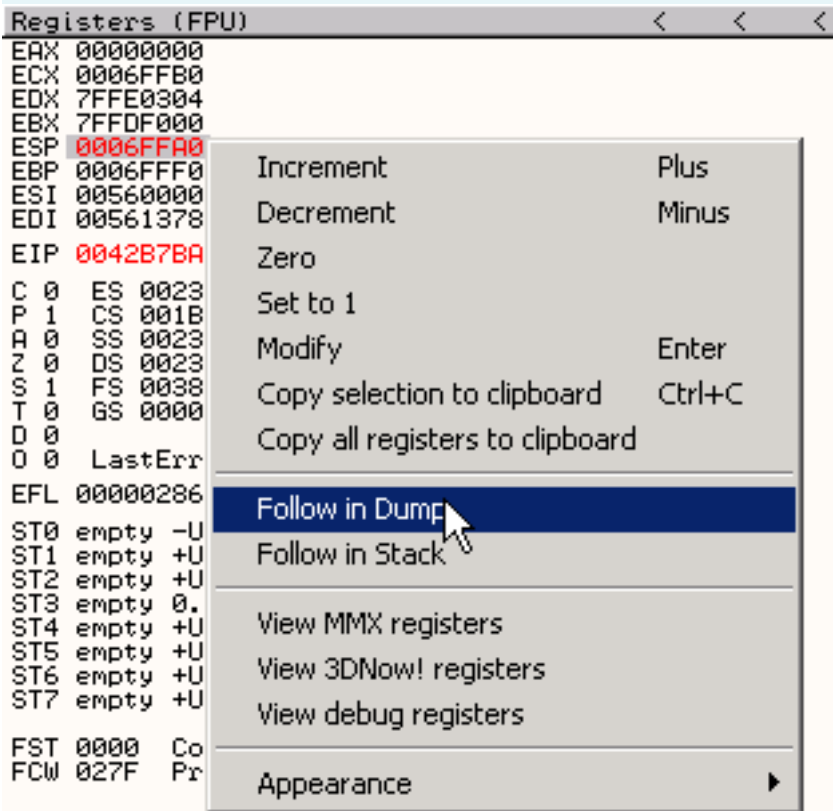 Registers (FPU) < < <
EAX 00000000
ECX 0006FFB0
EDX 7FFE0304
EBX 7FFDF000
ESP 0006FFA0
EBP 0006FFF0
ESI 00560000
EDI 00561378
EIP 0042B7BA
C 0 ES 0023
P 1 CS 001B
A 0 SS 0023
Z 0 DS 0023
S 1 FS 0038
T 0 GS 0000
D 0
O 0 LastErr
EFL 00000286
ST0 empty -U
ST1 empty +U
ST2 empty +U
ST3 empty 0.
ST4 empty +U
ST5 empty +U
ST6 empty +U
ST7 empty +U
FST 0000 Co
FCW 027F Pr
Increment Plus
Decrement Minus
Zero
Set to 1
Modify Enter
Copy selection to clipboard Ctrl+C
Copy all registers to clipboard
Follow in Dump
Follow in Stack
View MMX registers
View 3DNow! registers
View debug registers
Appearance